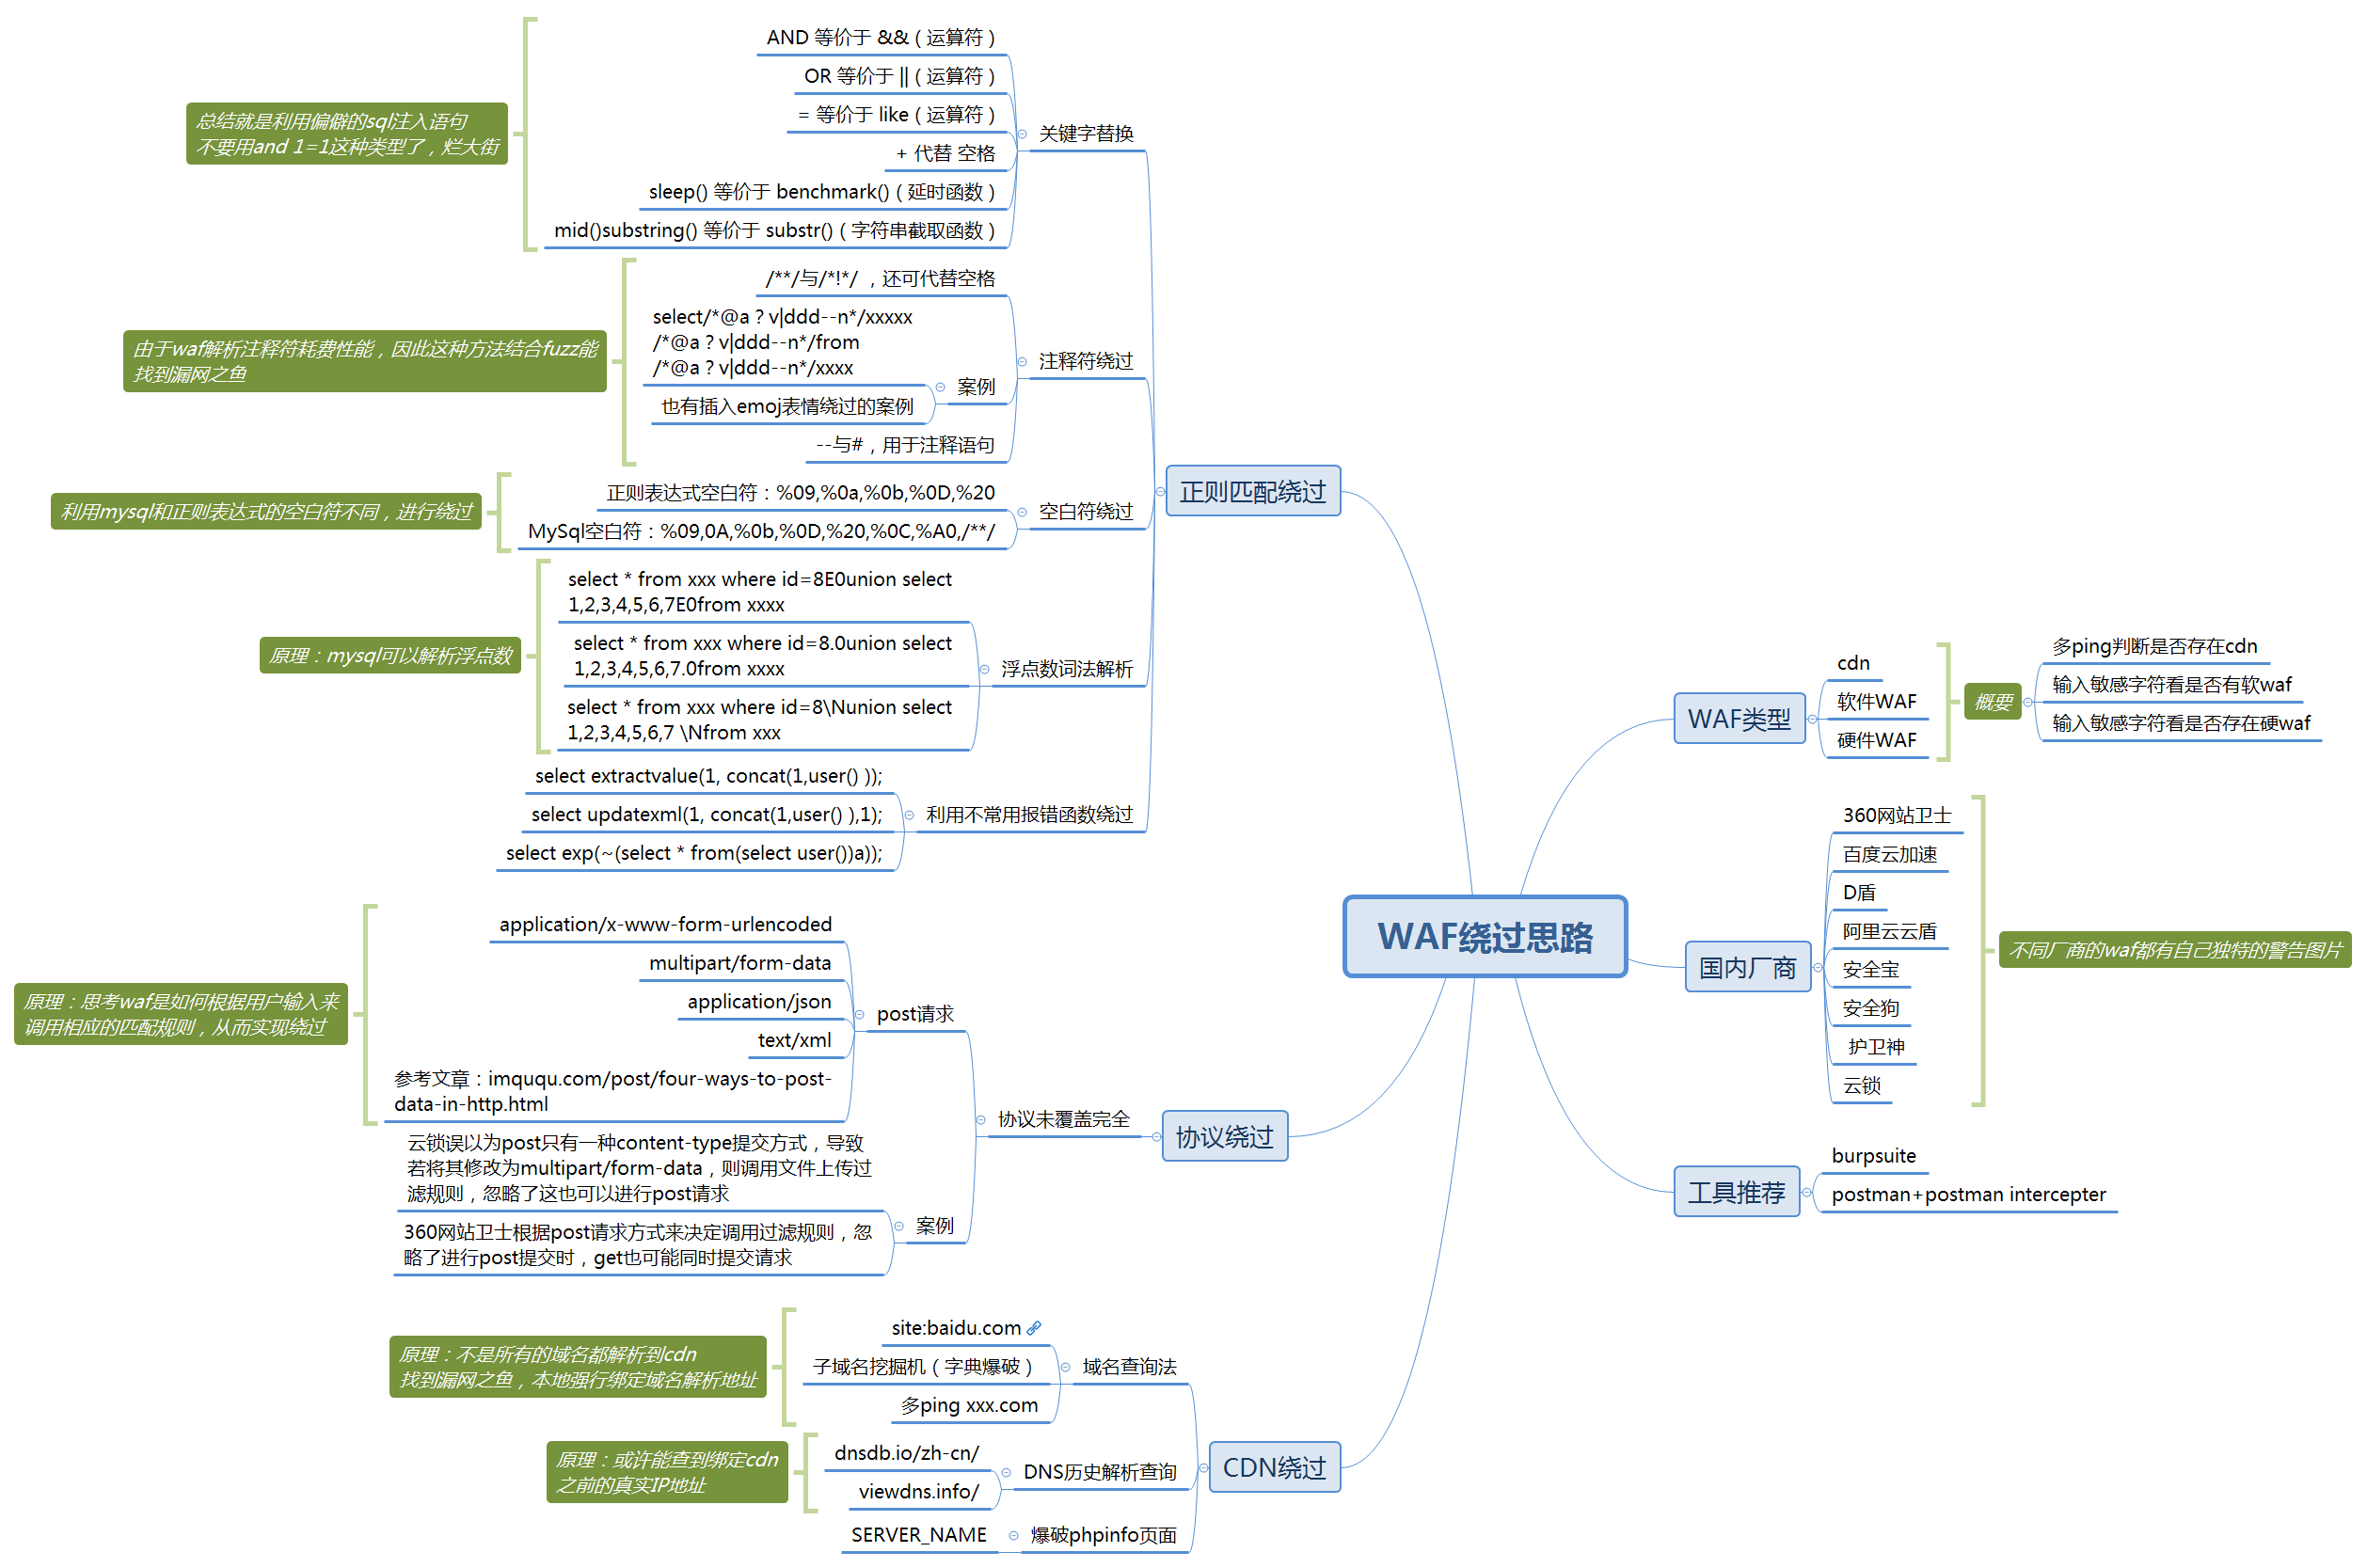 WAF绕过思路
正则匹配绕过
关键字替换
AND 等价于 &&（运算符）
OR 等价于 ||（运算符）
= 等价于 like（运算符）
+ 代替 空格
sleep() 等价于 benchmark()（延时函数）
mid()substring() 等价于 substr()（字符串截取函数）
总结就是利用偏僻的sql注入语句
不要用and 1=1这种类型了，烂大街
注释符绕过
/**/与/*!*/ ，还可代替空格
案例
select/*@a？v|ddd--n*/xxxxx
/*@a？v|ddd--n*/from
/*@a？v|ddd--n*/xxxx
也有插入emoj表情绕过的案例
--与#，用于注释语句
由于waf解析注释符耗费性能，因此这种方法结合fuzz能
找到漏网之鱼
空白符绕过
正则表达式空白符：%09,%0a,%0b,%0D,%20
MySql空白符：%09,0A,%0b,%0D,%20,%0C,%A0,/**/
利用mysql和正则表达式的空白符不同，进行绕过
浮点数词法解析
select * from xxx where id=8E0union select
1,2,3,4,5,6,7E0from xxxx
select * from xxx where id=8.0union select
1,2,3,4,5,6,7.0from xxxx
select * from xxx where id=8\Nunion select
1,2,3,4,5,6,7 \Nfrom xxx
原理：mysql可以解析浮点数
利用不常用报错函数绕过
select extractvalue(1, concat(1,user() ));
select updatexml(1, concat(1,user() ),1);
select exp(~(select * from(select user())a));
协议绕过
协议未覆盖完全
post请求
application/x-www-form-urlencoded
multipart/form-data
application/json
text/xml
参考文章：imququ.com/post/four-ways-to-post-
data-in-http.html
原理：思考waf是如何根据用户输入来
调用相应的匹配规则，从而实现绕过
案例
云锁误以为post只有一种content-type提交方式，导致
若将其修改为multipart/form-data，则调用文件上传过
滤规则，忽略了这也可以进行post请求
360网站卫士根据post请求方式来决定调用过滤规则，忽
略了进行post提交时，get也可能同时提交请求
CDN绕过
域名查询法
site:baidu.com
子域名挖掘机（字典爆破）
多ping xxx.com
原理：不是所有的域名都解析到cdn
找到漏网之鱼，本地强行绑定域名解析地址
DNS历史解析查询
dnsdb.io/zh-cn/
viewdns.info/
原理：或许能查到绑定cdn
之前的真实IP地址
爆破phpinfo页面
SERVER_NAME
WAF类型
cdn
软件WAF
硬件WAF
概要
多ping判断是否存在cdn
输入敏感字符看是否有软waf
输入敏感字符看是否存在硬waf
国内厂商
360网站卫士
百度云加速
D盾
阿里云云盾
安全宝
安全狗
护卫神
云锁
不同厂商的waf都有自己独特的警告图片
工具推荐
burpsuite
postman+postman intercepter